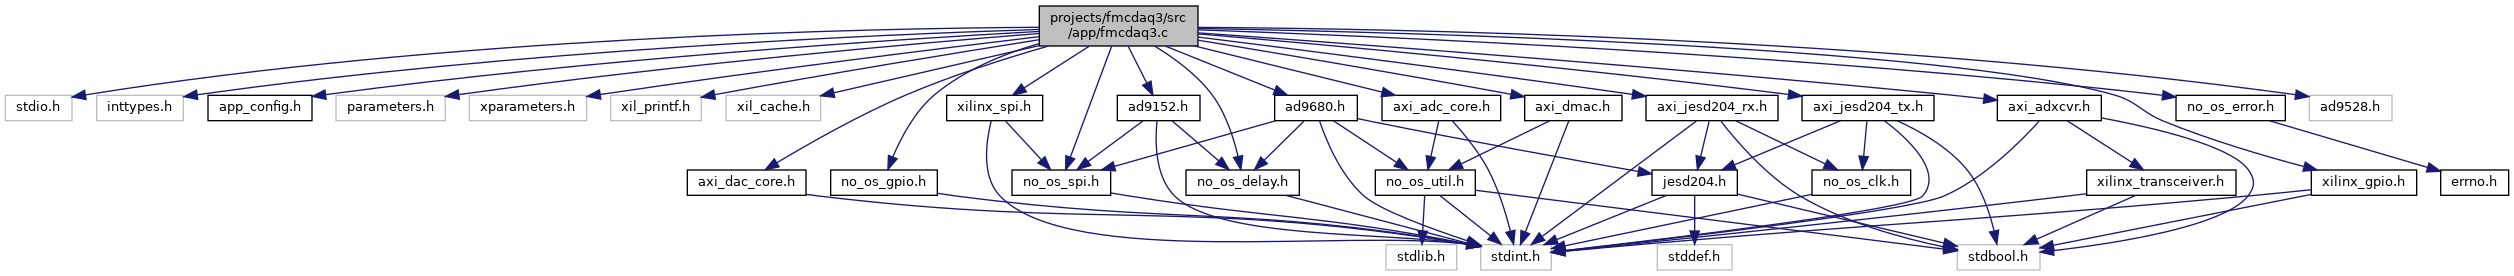 projects/fmcdaq3/src
/app/fmcdaq3.c
stdio.h
inttypes.h
app_config.h
parameters.h
xparameters.h
xil_printf.h
xil_cache.h
xilinx_spi.h
ad9152.h
ad9680.h
axi_adc_core.h
axi_dmac.h
axi_jesd204_rx.h
axi_jesd204_tx.h
axi_adxcvr.h
no_os_error.h
ad9528.h
axi_dac_core.h
no_os_gpio.h
no_os_spi.h
no_os_delay.h
no_os_util.h
jesd204.h
no_os_clk.h
xilinx_transceiver.h
xilinx_gpio.h
errno.h
stdlib.h
stdint.h
stddef.h
stdbool.h